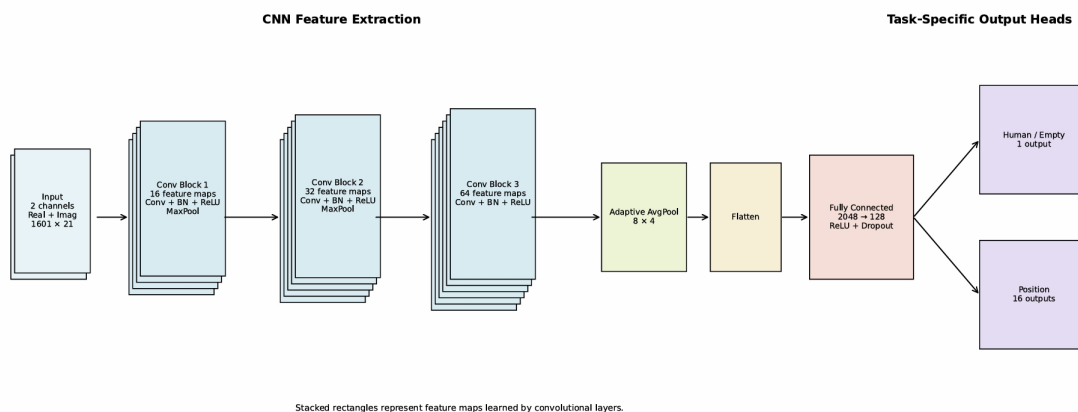 CNN Feature Extraction
Task-Specific Output Heads
Input
2 channels
Real + Imag
1601 × 21
Conv Block 1
16 feature maps
Conv + BN + ReLU
MaxPool
Conv Block 2
32 feature maps
Conv + BN + ReLU
MaxPool
Conv Block 3
64 feature maps
Conv + BN + ReLU
Adaptive AvgPool
8 × 4
Flatten
Fully Connected
2048 → 128
ReLU + Dropout
Human / Empty
1 output
Position
16 outputs
Stacked rectangles represent feature maps learned by convolutional layers.